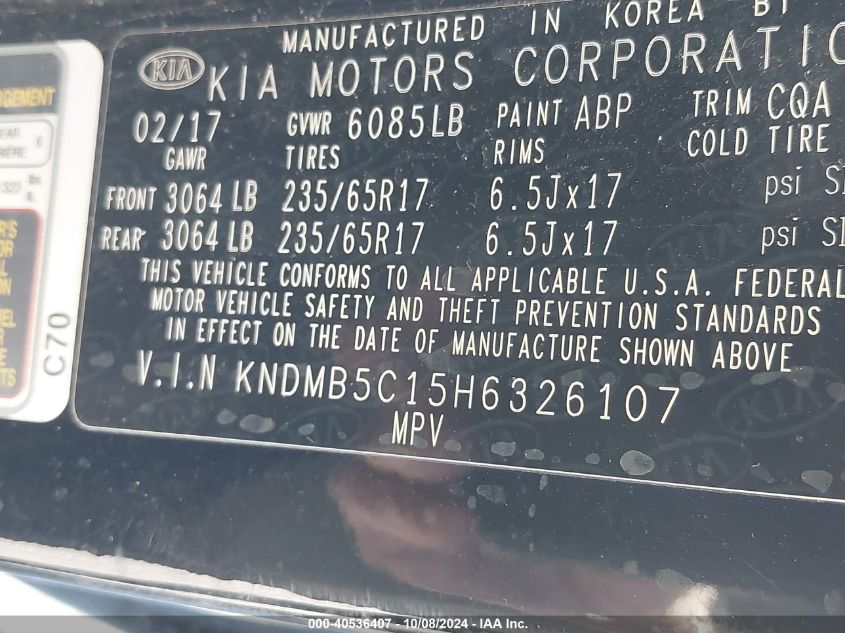 MANUFACTURED IN KOREA BY
KIA KIA MOTORS CORPORATIO
02/17 GVWR 6085LB PAINT ABP TRIM CQA
GAWR TIRES RIMS COLD TIRE
FRONT 3064 LB 235/65R17 6.5Jx17 psi
REAR 3064 LB 235/65R17 6.5Jx17 psi
THIS VEHICLE CONFORMS TO ALL APPLICABLE U.S.A. FEDERAL
MOTOR VEHICLE SAFETY AND THEFT PREVENTION STANDARDS
IN EFFECT ON THE DATE OF MANUFACTURE SHOWN ABOVE
V.I.N KNDMB5C15H6326107
MPV
C70
000-40536407 - 10/08/2024 - IAA Inc.